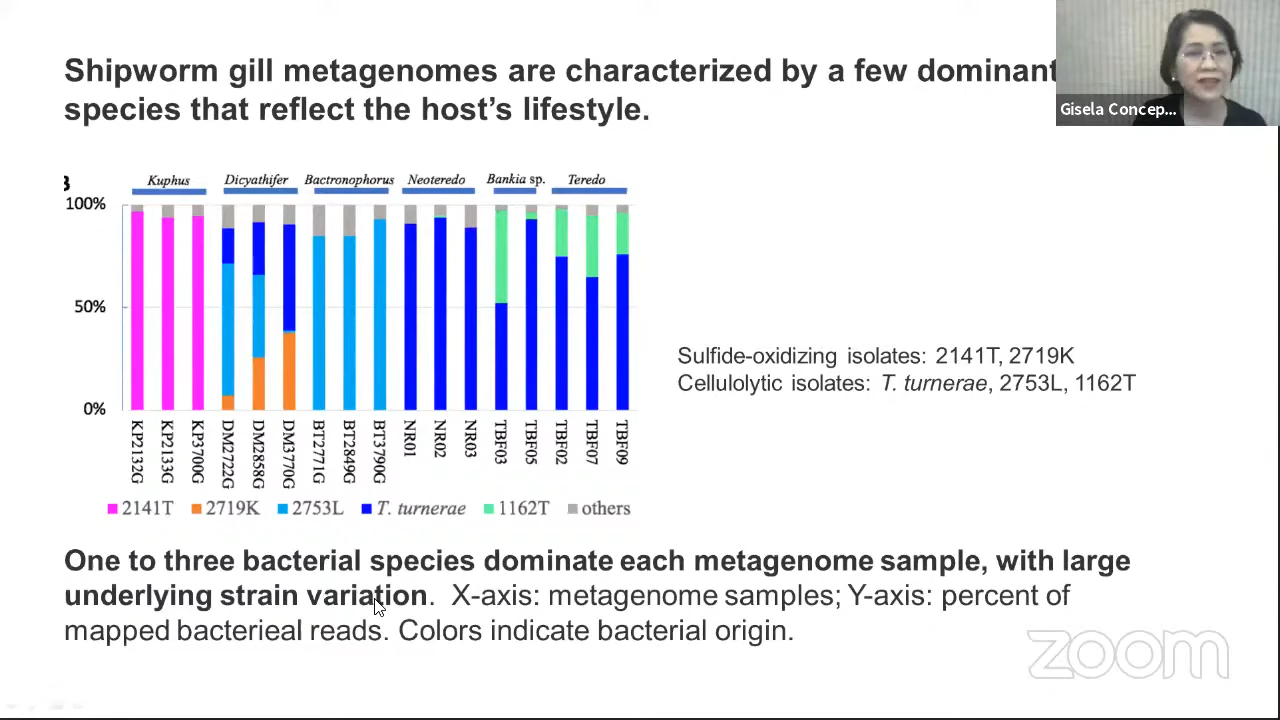 Shipworm gill metagenomes are characterized by a few dominant
species that reflect the host's lifestyle.
Gisela Concep...
Kuphus Dicyathifer Bactronophorus Neoteredo Bankia sp. Teredo
100%
50%
0%
KP2132G KP2133G KP3700G DM2722G DM2858G DM3770G BT2771G BT2849G BT3790G NR01 NR02 NR03 TBF03 TBF05 TBF02 TBF07 TBF09
2141T 2719K 2753L T. turnerae 1162T others
Sulfide-oxidizing isolates: 2141T, 2719K
Cellulolytic isolates: T. turnerae, 2753L, 1162T
One to three bacterial species dominate each metagenome sample, with large
underlying strain variation. X-axis: metagenome samples; Y-axis: percent of
mapped bacterieal reads. Colors indicate bacterial origin.
zoom